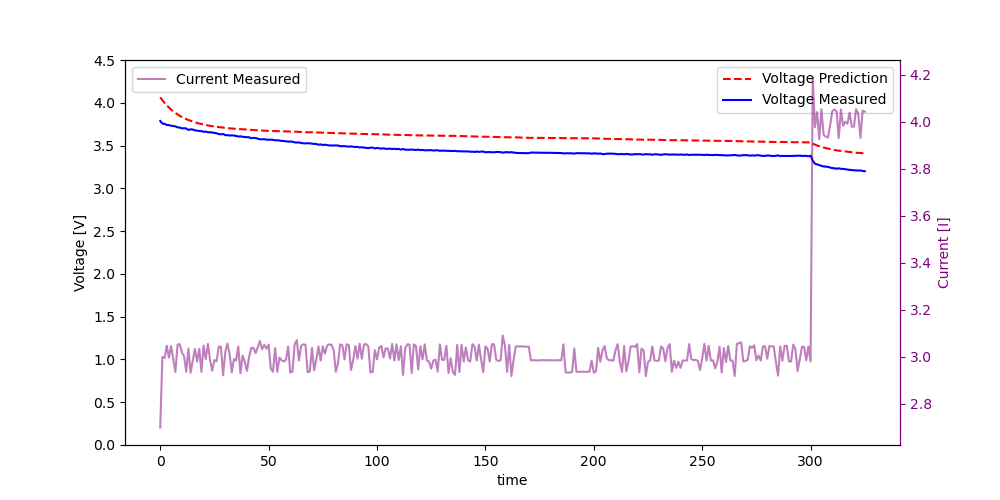 Current Measured
Voltage Prediction
Voltage Measured
4.5
4.0
3.5
3.0
2.5
2.0
1.5
1.0
0.5
0.0
Voltage [V]
4.2
4.0
3.8
3.6
3.4
3.2
3.0
2.8
Current [I]
0 50 100 150 200 250 300
time